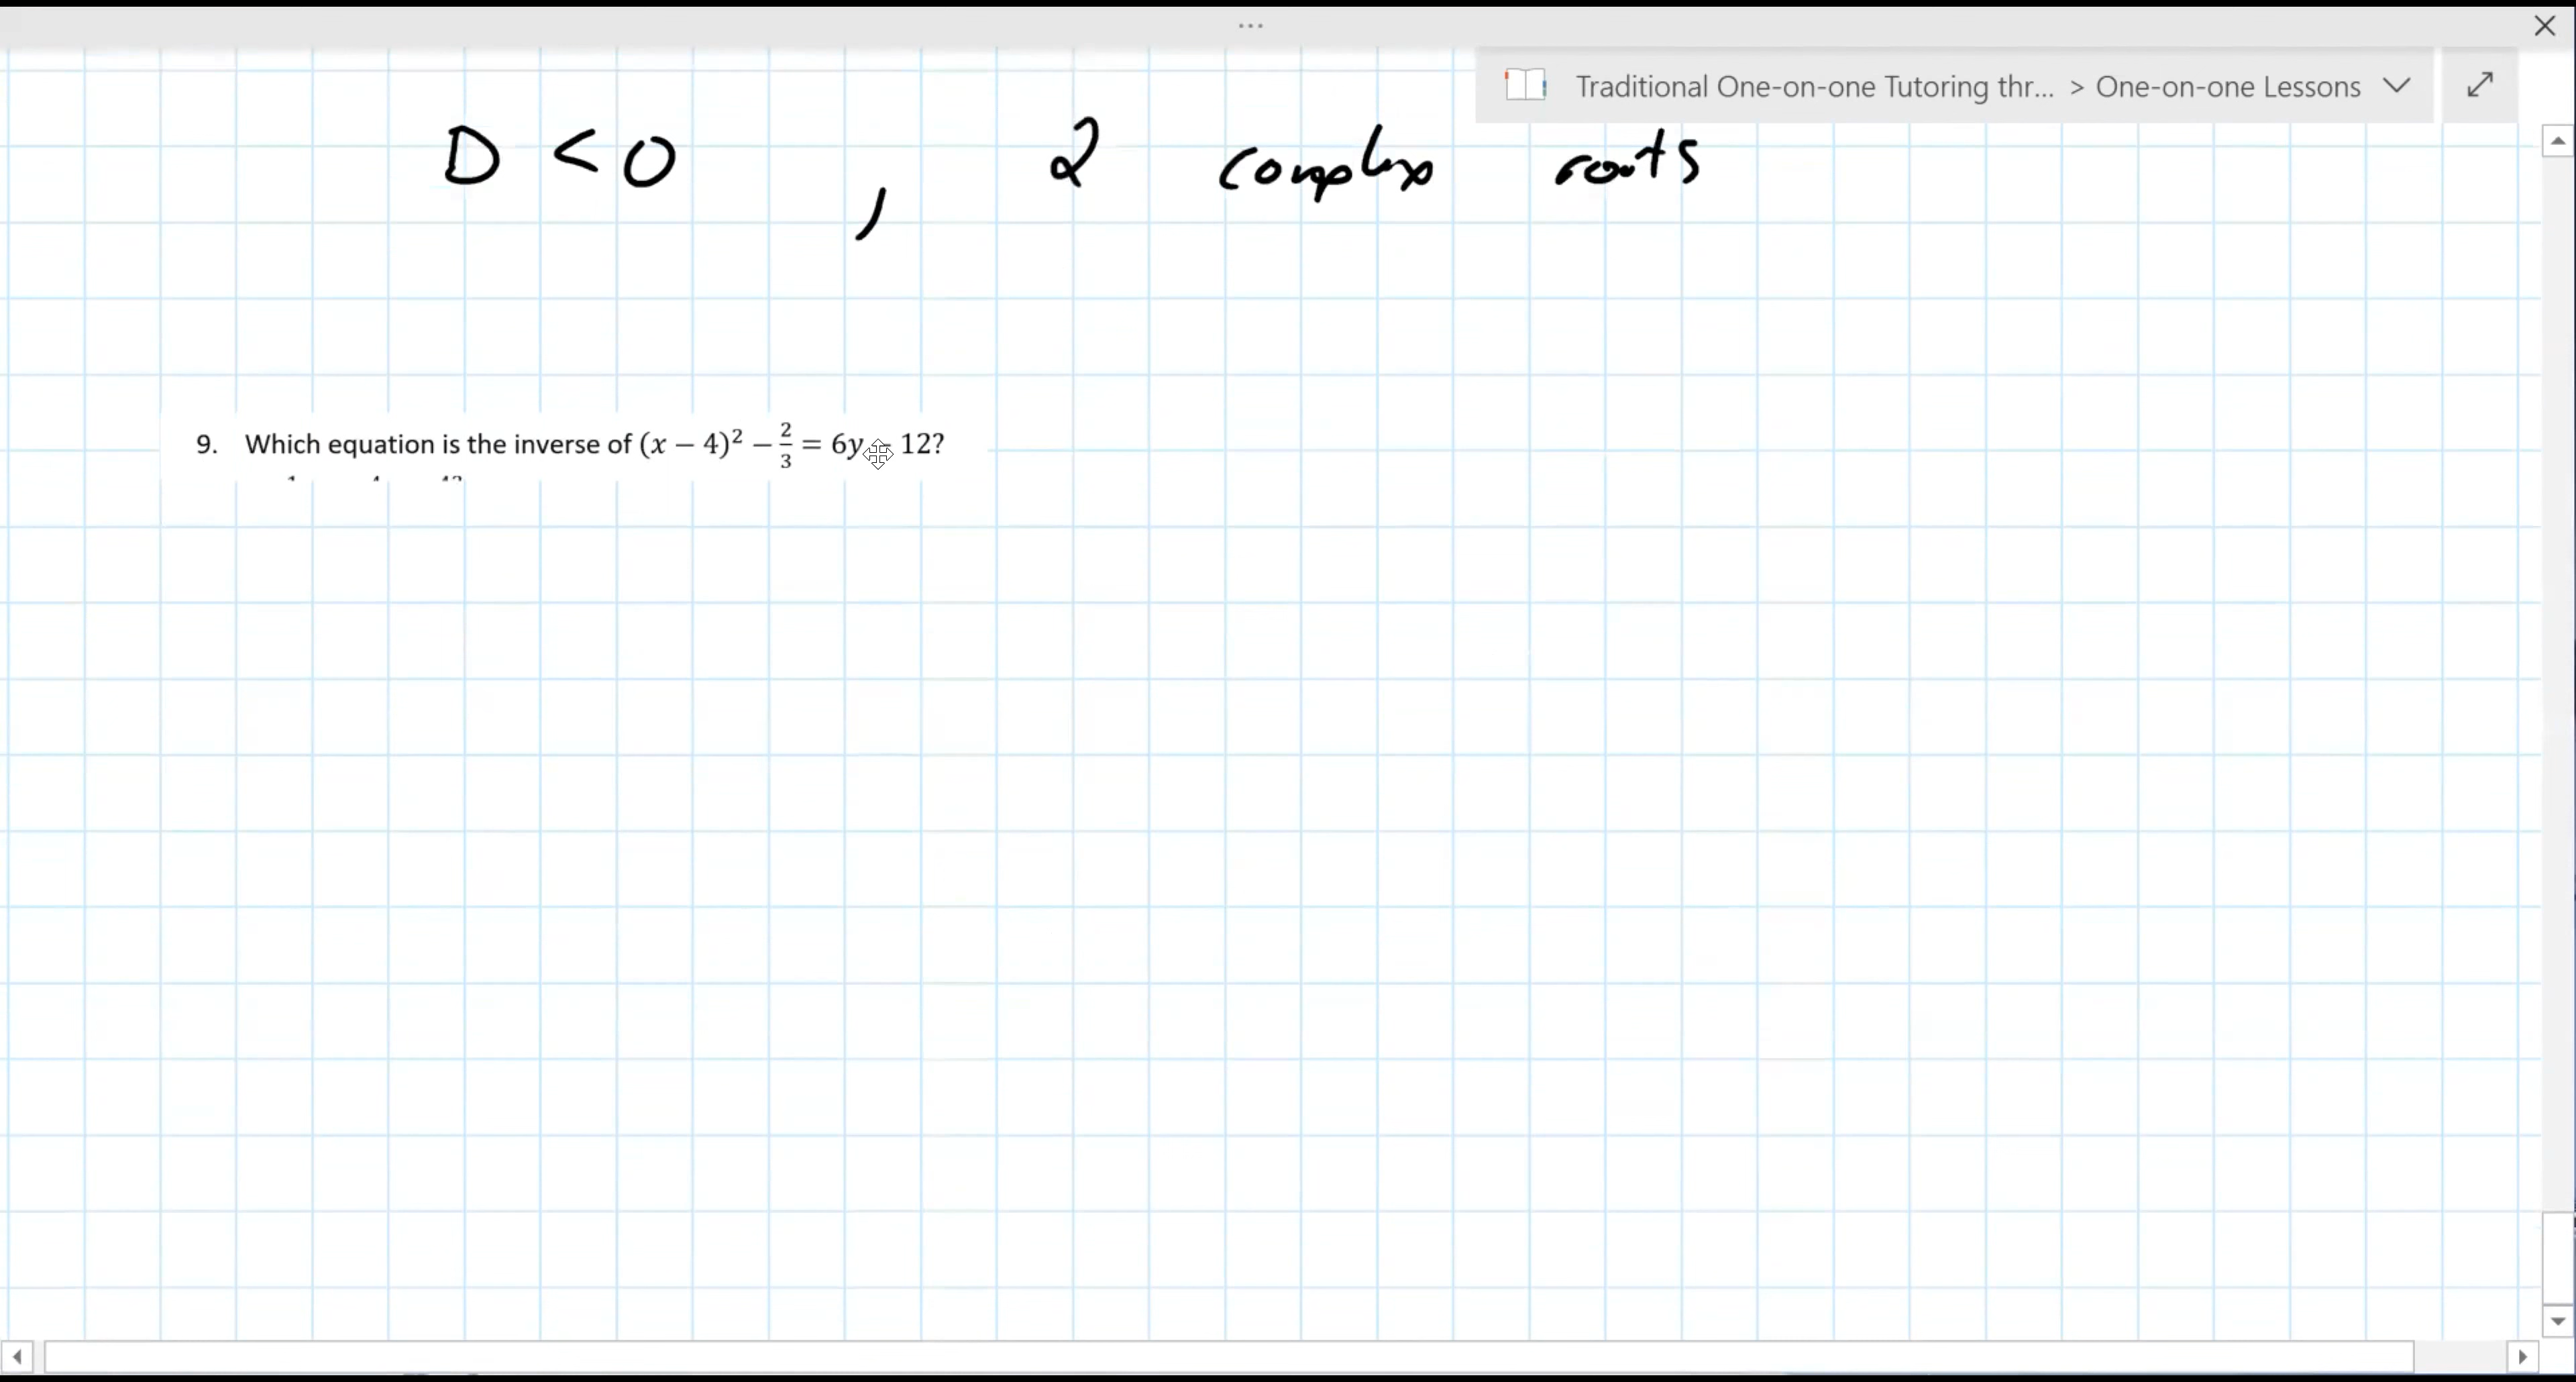 Traditional One-on-one Tutoring thr... > One-on-one Lessons
D < 0 , 2 complex roots
9. Which equation is the inverse of (x − 4)² − 2/3 = 6y − 12?